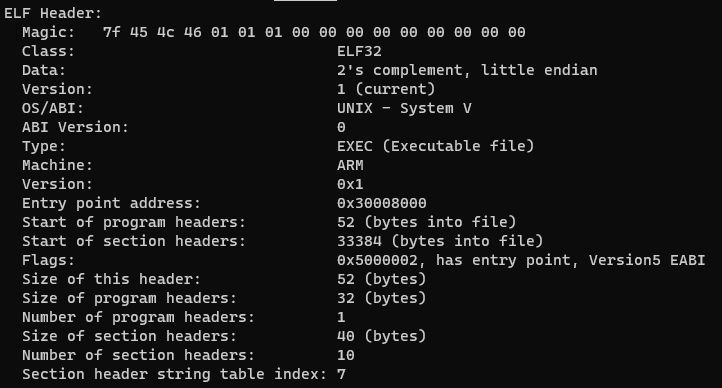 ELF Header:
Magic: 7f 45 4c 46 01 01 01 00 00 00 00 00 00 00 00 00
Class: ELF32
Data: 2's complement, little endian
Version: 1 (current)
OS/ABI: UNIX - System V
ABI Version: 0
Type: EXEC (Executable file)
Machine: ARM
Version: 0x1
Entry point address: 0x30008000
Start of program headers: 52 (bytes into file)
Start of section headers: 33384 (bytes into file)
Flags: 0x5000002, has entry point, Version5 EABI
Size of this header: 52 (bytes)
Size of program headers: 32 (bytes)
Number of program headers: 1
Size of section headers: 40 (bytes)
Number of section headers: 10
Section header string table index: 7